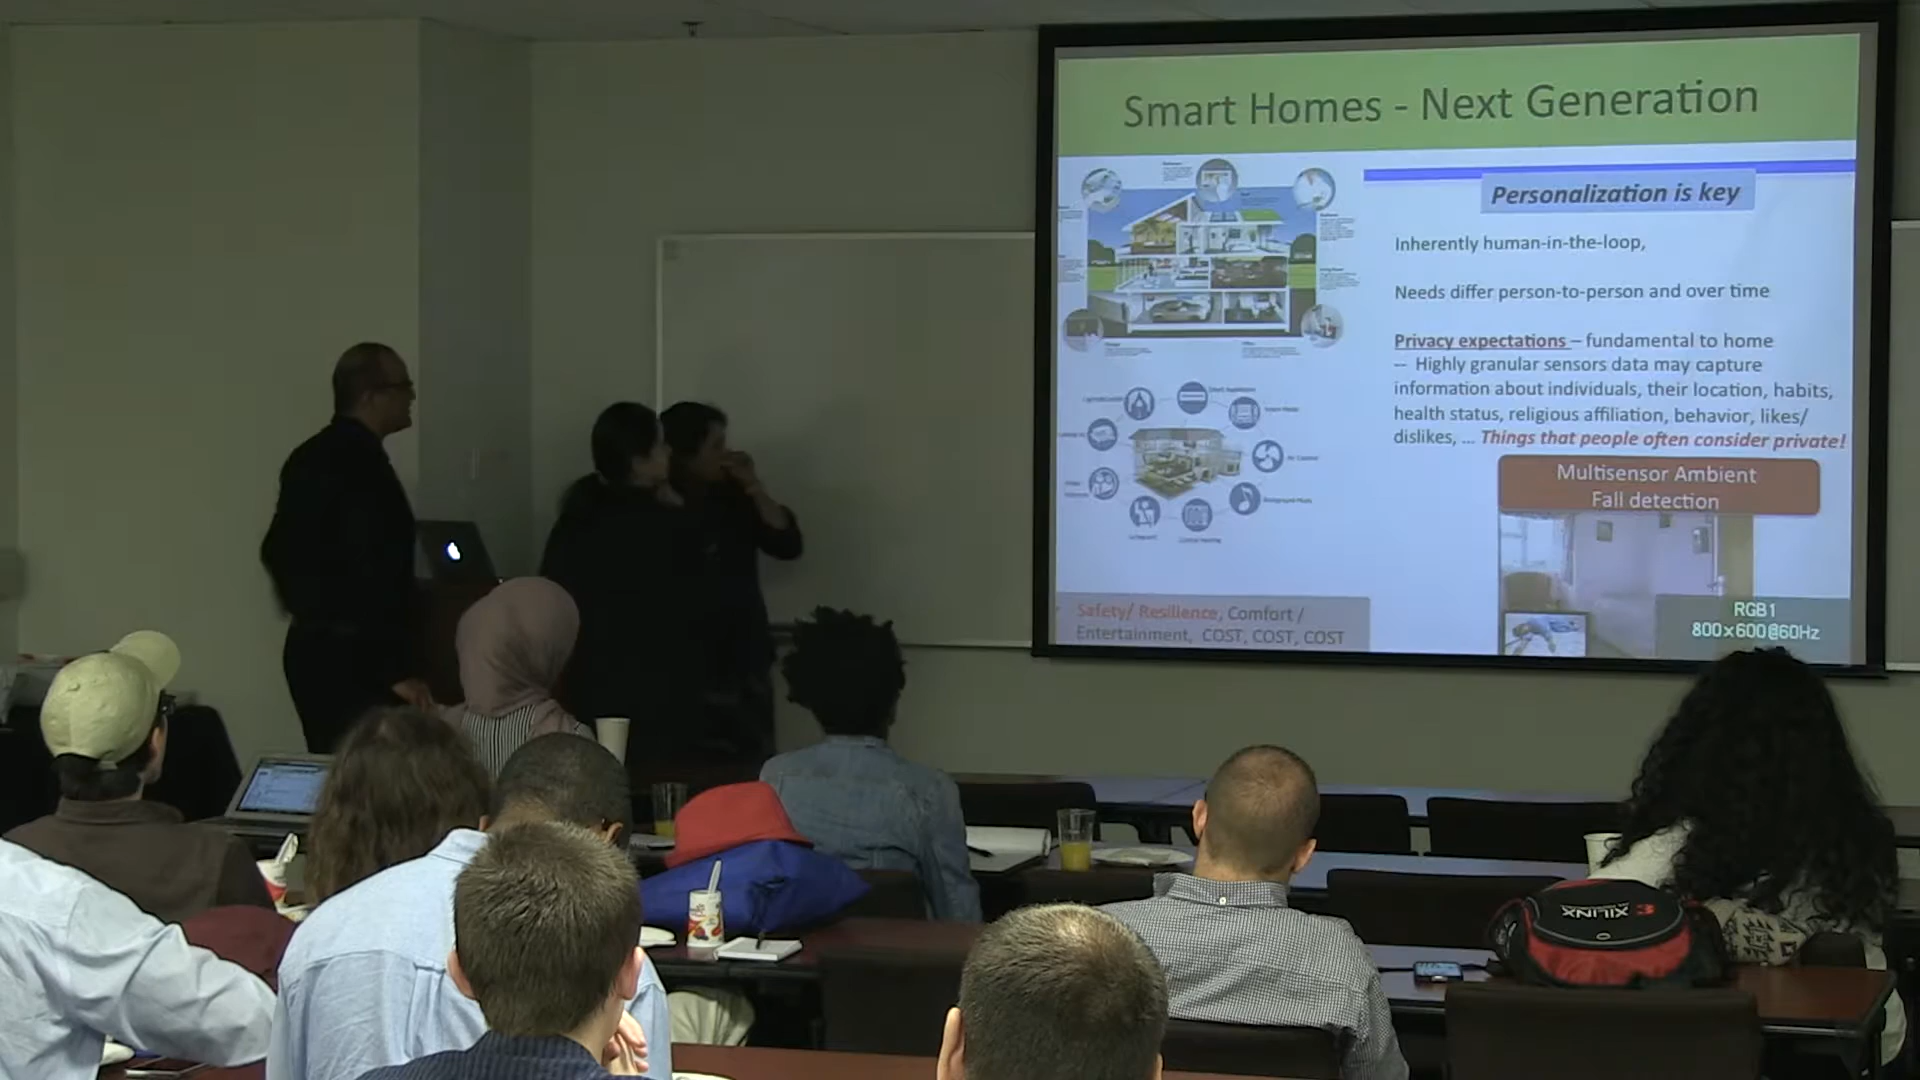 Smart Homes - Next Generation
Personalization is key
Inherently human-in-the-loop,
Needs differ person-to-person and over time
Privacy expectations – fundamental to home
-- Highly granular sensors data may capture
information about individuals, their location, habits,
health status, religious affiliation, behavior, likes/
dislikes, ... Things that people often consider private!
Multisensor Ambient
Fall detection
Safety/ Resilience, Comfort /
Entertainment, COST, COST, COST
RGB1
800x600@60Hz
XILINX